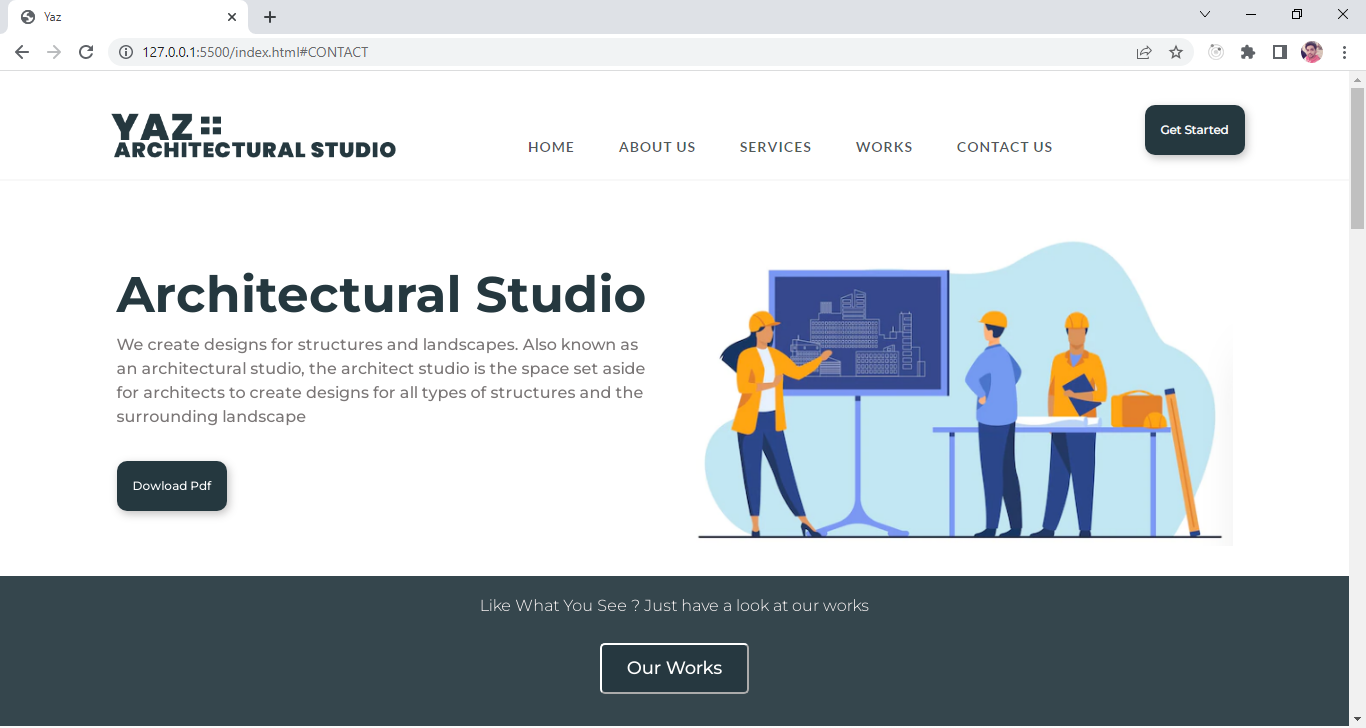 Yaz
127.0.0.1:5500/index.html#CONTACT
YAZ
ARCHITECTURAL STUDIO
HOME ABOUT US SERVICES WORKS CONTACT US
Get Started
Architectural Studio
We create designs for structures and landscapes. Also known as
an architectural studio, the architect studio is the space set aside
for architects to create designs for all types of structures and the
surrounding landscape
Dowload Pdf
Like What You See ? Just have a look at our works
Our Works